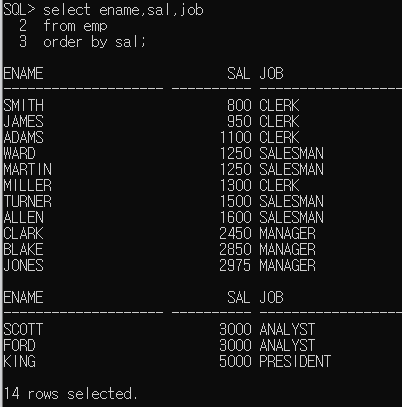 SQL> select ename,sal,job
  2  from emp
  3  order by sal;
ENAME                       SAL JOB
-------------------- ---------- ------------------
SMITH                       800 CLERK
JAMES                       950 CLERK
ADAMS                      1100 CLERK
WARD                       1250 SALESMAN
MARTIN                     1250 SALESMAN
MILLER                     1300 CLERK
TURNER                     1500 SALESMAN
ALLEN                      1600 SALESMAN
CLARK                      2450 MANAGER
BLAKE                      2850 MANAGER
JONES                      2975 MANAGER
ENAME                       SAL JOB
-------------------- ---------- ------------------
SCOTT                      3000 ANALYST
FORD                       3000 ANALYST
KING                       5000 PRESIDENT
14 rows selected.